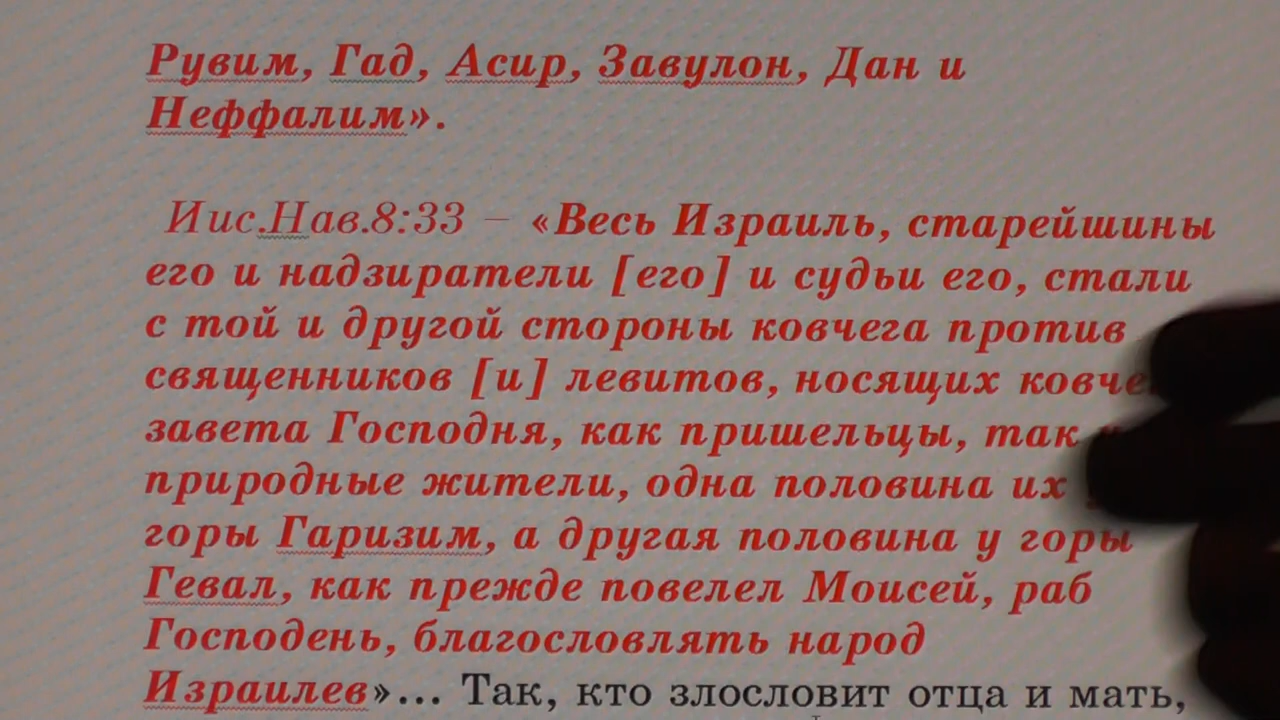 Рувим, Гад, Асир, Завулон, Дан и
Неффалим».
Иис.Нав.8:33 – «Весь Израиль, старейшины
его и надзиратели [его] и судьи его, стали
с той и другой стороны ковчега против
священников [и] левитов, носящих
завета Господня, как пришельцы, так
природные жители, одна половина их
горы Гаризим, а другая половина у горы
Гевал, как прежде повелел Моисей, раб
Господень, благословлять народ
Израилев»... Так, кто злословит отца и мать,